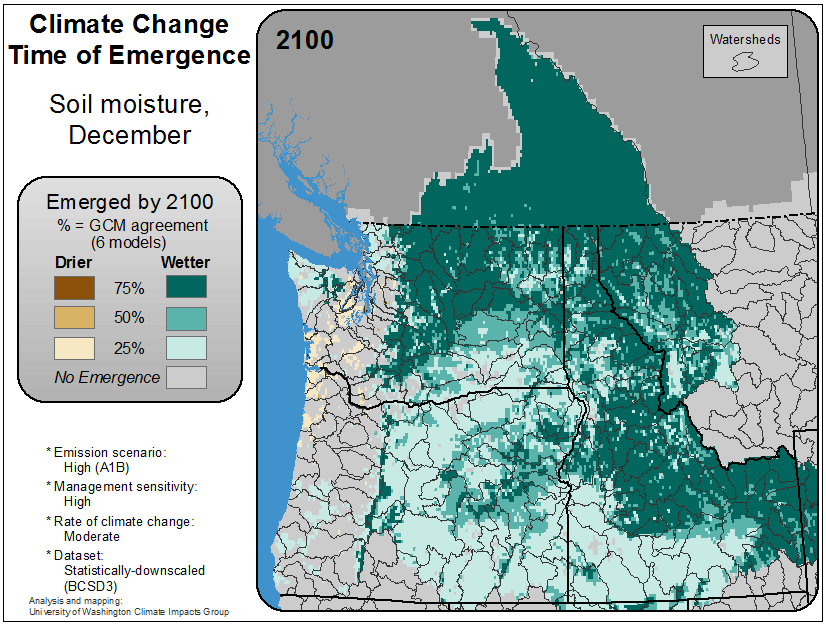 Climate Change
Time of Emergence
Soil moisture,
December
Emerged by 2100
% = GCM agreement
(6 models)
Drier
Wetter
75%
50%
25%
No Emergence
* Emission scenario:
High (A1B)
* Management sensitivity:
High
* Rate of climate change:
Moderate
* Dataset:
Statistically-downscaled
(BCSD3)
Analysis and mapping:
University of Washington Climate Impacts Group
2100
Watersheds